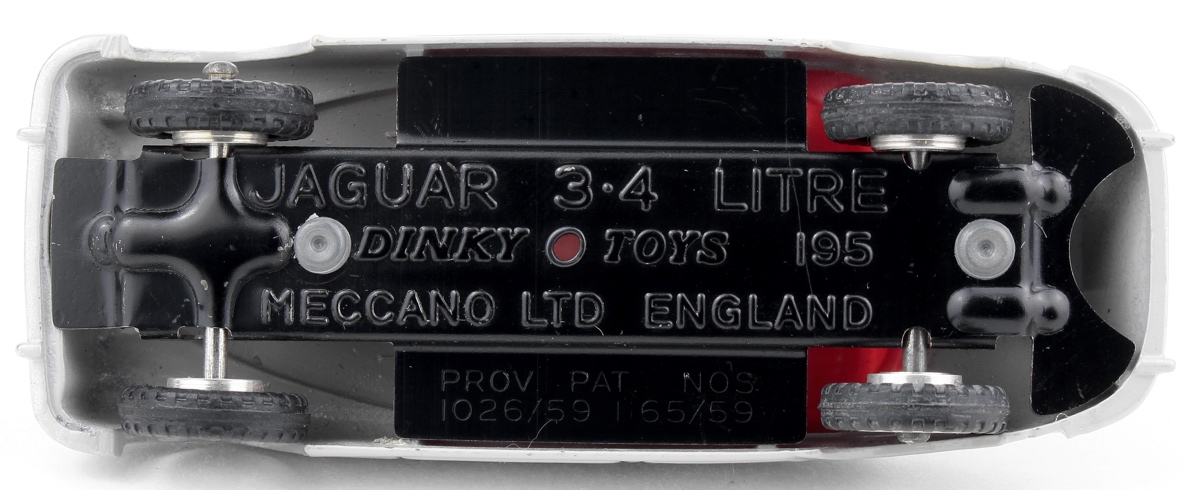 JAGUAR 3·4 LITRE
DINKY TOYS 195
MECCANO LTD ENGLAND
PROV PAT NOS
1026/59 1165/59